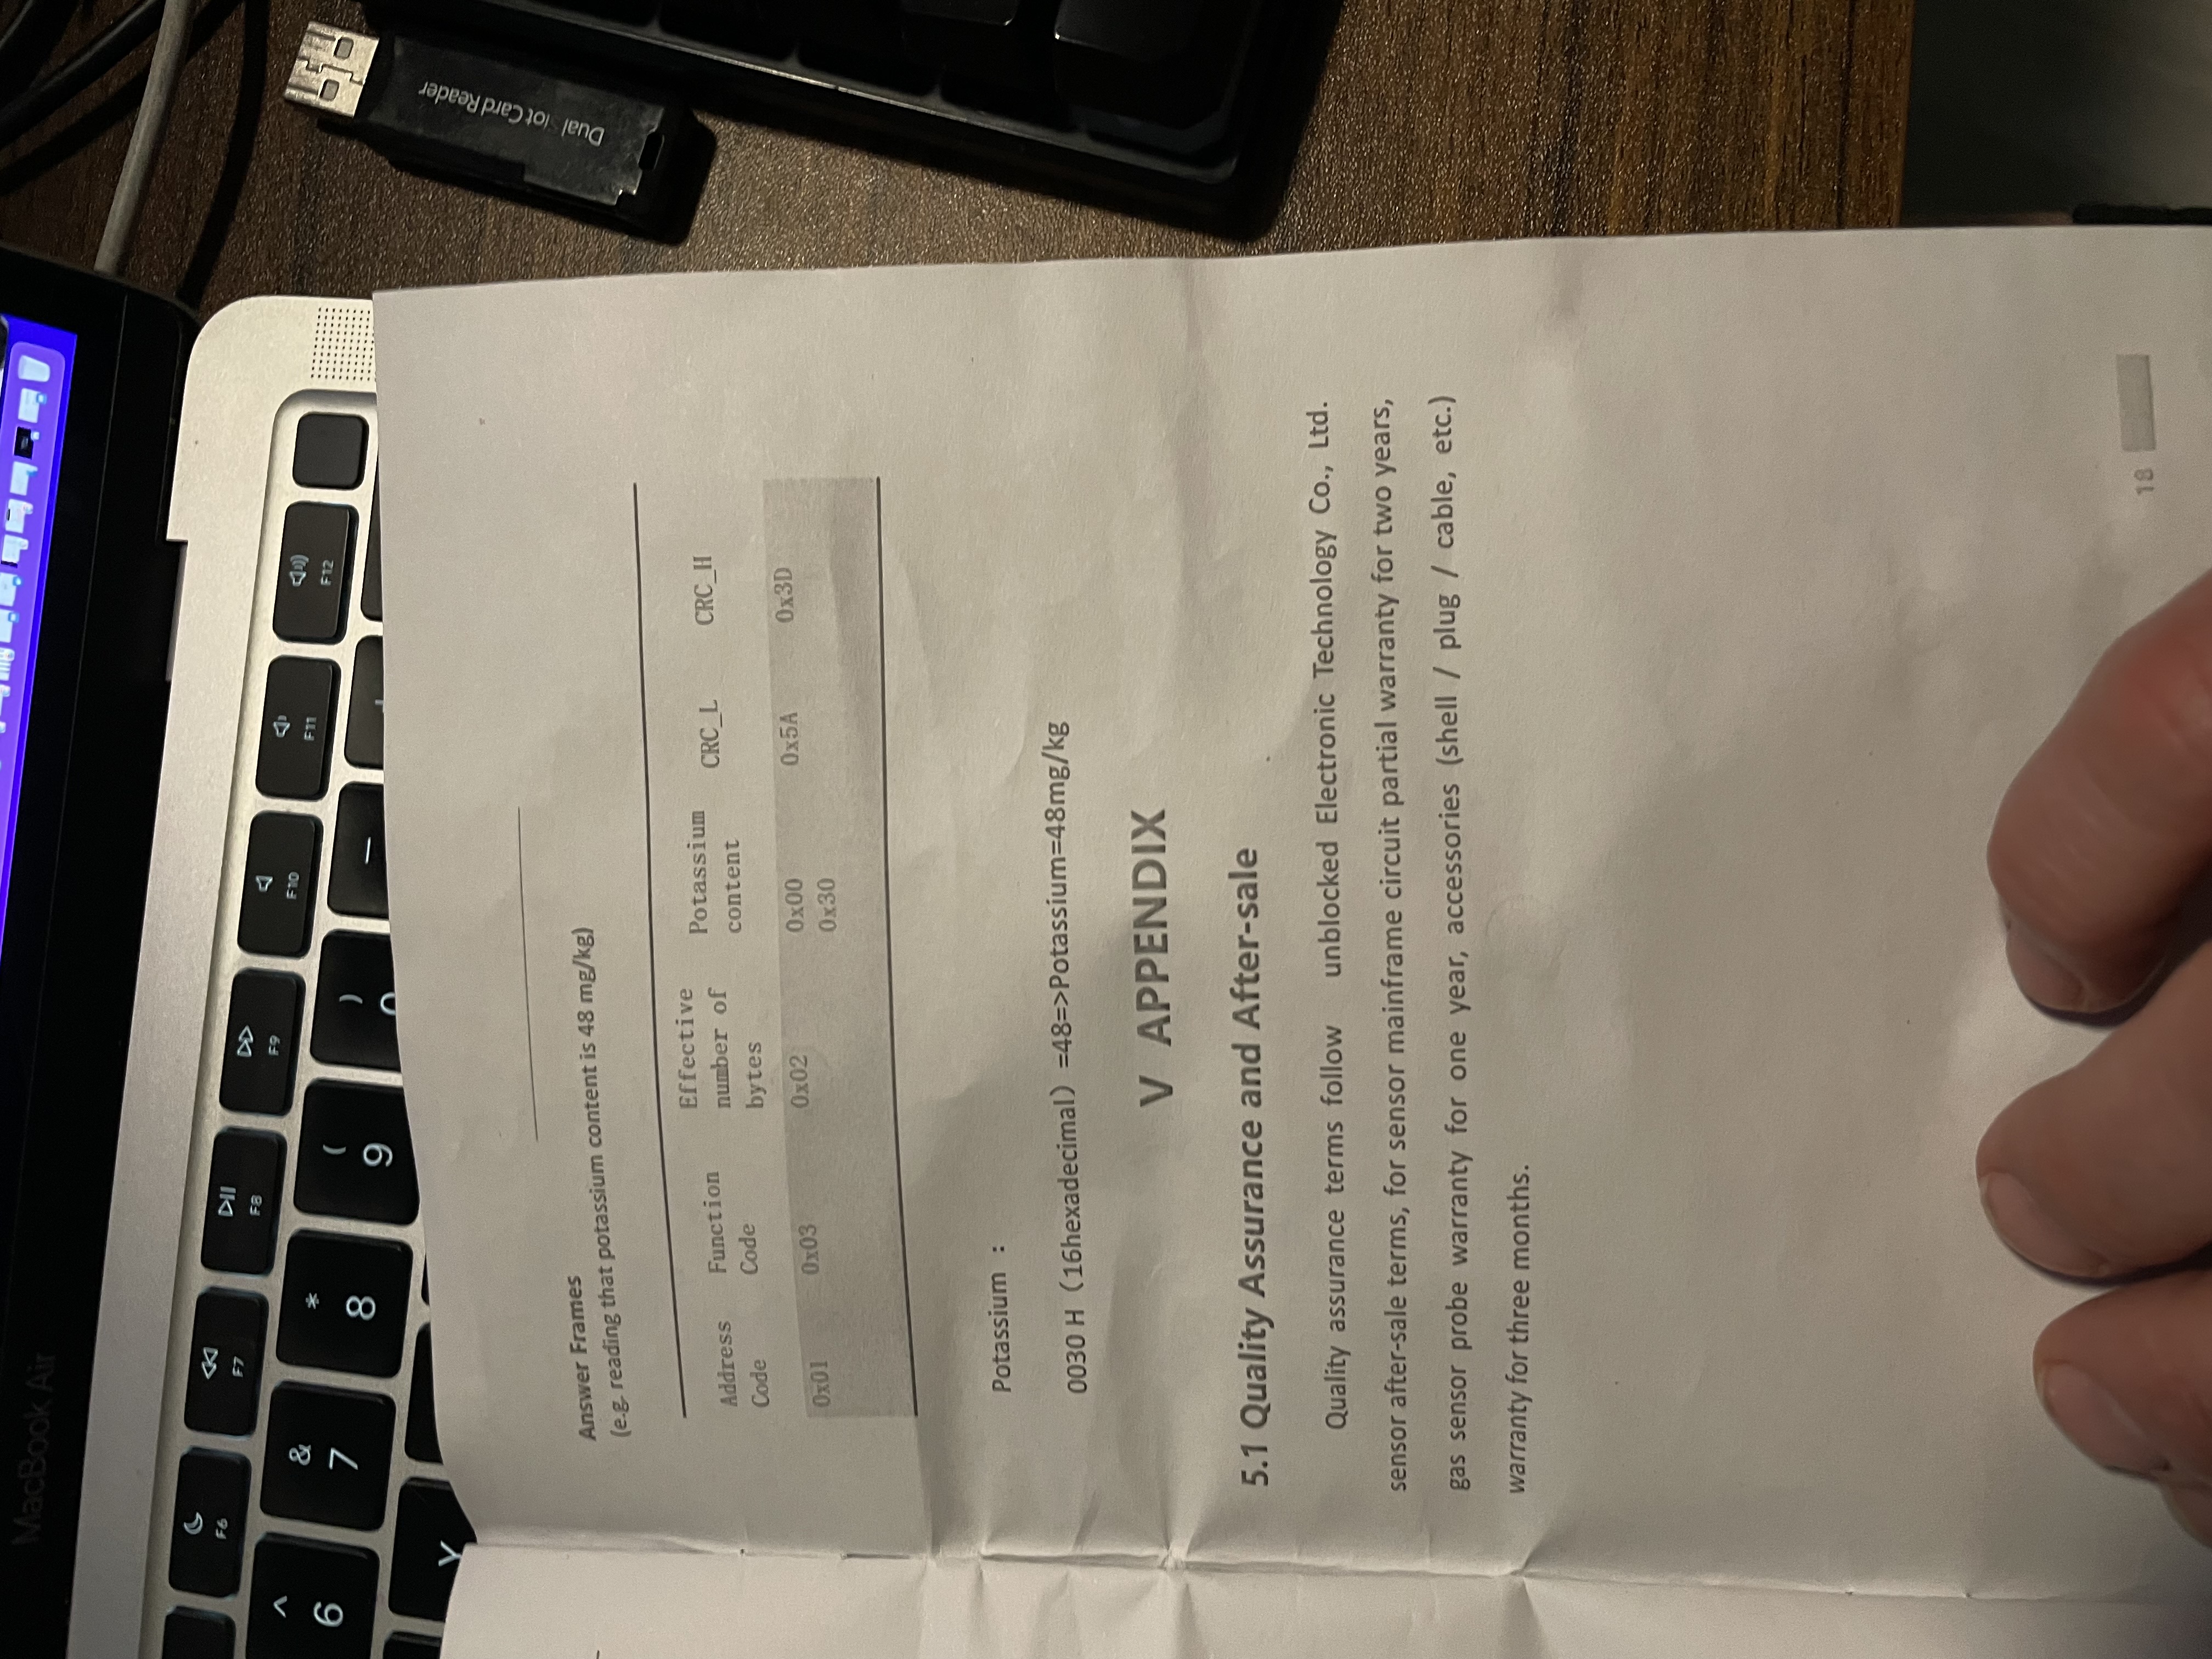 MacBook Air
F6 F7 F8 F9 F10 F11 F12
^ & * ( ) —
6 7 8 9
Y
Dual Slot Card Reader
Answer Frames
(e.g. reading that potassium content is 48 mg/kg)
Address Code Function Code Effective number of bytes Potassium content CRC_L CRC_H
0x01 0x03 0x02 0x00 0x5A 0x3D
0x30
Potassium :
0030 H（16hexadecimal）=48=>Potassium=48mg/kg
V APPENDIX
5.1 Quality Assurance and After-sale
Quality assurance terms follow unblocked Electronic Technology Co., Ltd.
sensor after-sale terms, for sensor mainframe circuit partial warranty for two years,
gas sensor probe warranty for one year, accessories (shell / plug / cable, etc.)
warranty for three months.
18